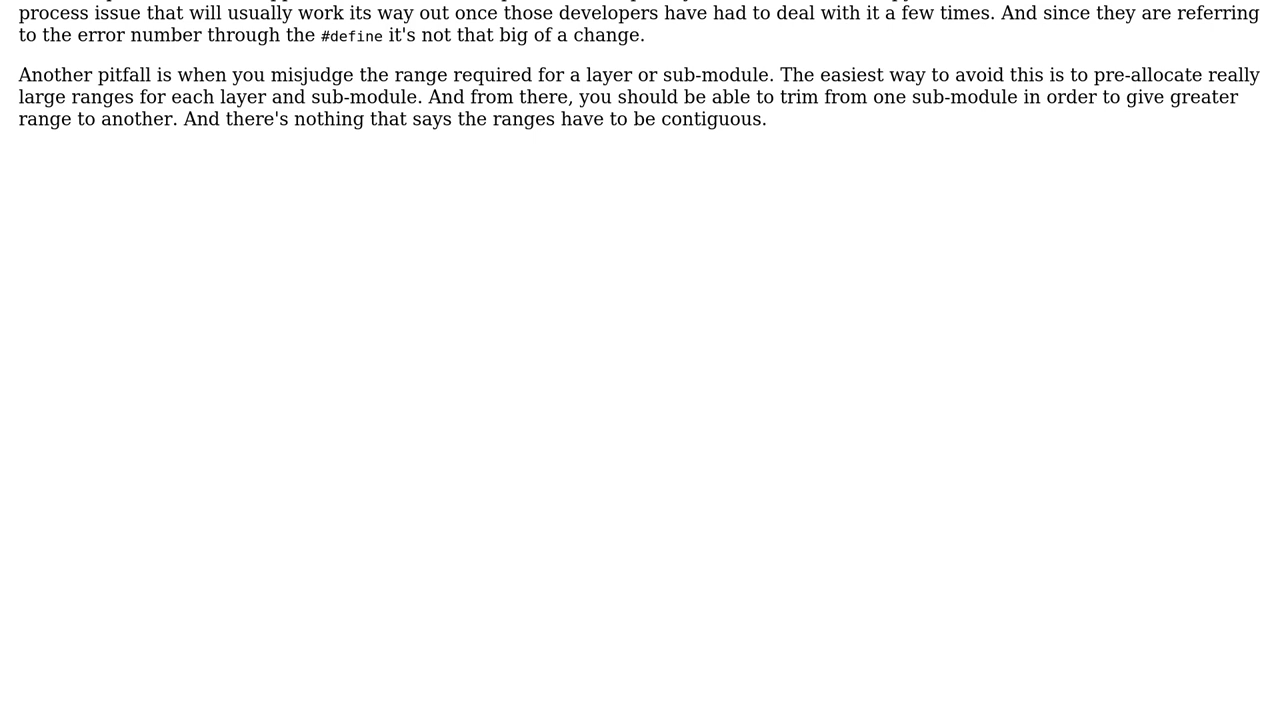 process issue that will usually work its way out once those developers have had to deal with it a few times. And since they are referring
to the error number through the #define it's not that big of a change.
Another pitfall is when you misjudge the range required for a layer or sub-module. The easiest way to avoid this is to pre-allocate really
large ranges for each layer and sub-module. And from there, you should be able to trim from one sub-module in order to give greater
range to another. And there's nothing that says the ranges have to be contiguous.